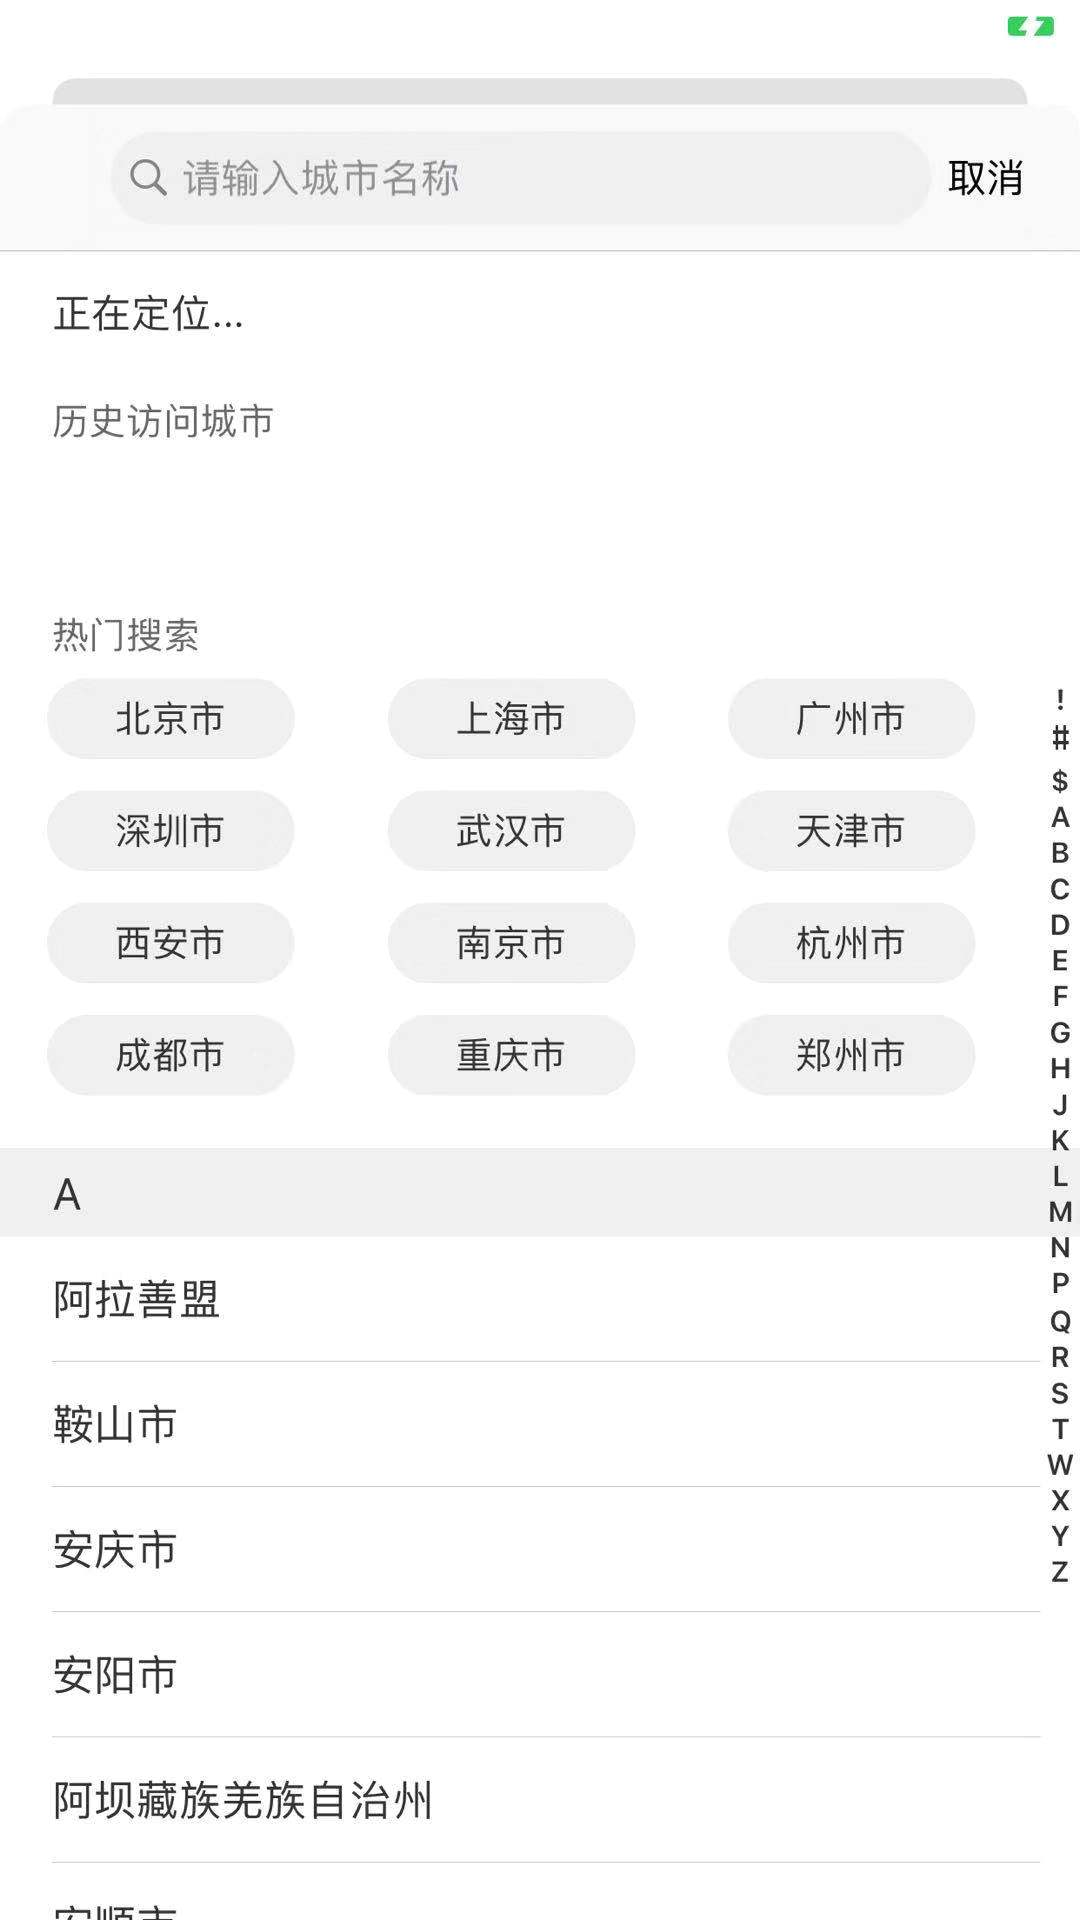 请输入城市名称 取消
正在定位...
历史访问城市
热门搜索
北京市 上海市 广州市
深圳市 武汉市 天津市
西安市 南京市 杭州市
成都市 重庆市 郑州市
A
阿拉善盟
鞍山市
安庆市
安阳市
阿坝藏族羌族自治州
安顺市
!
#
$
A
B
C
D
E
F
G
H
J
K
L
M
N
P
Q
R
S
T
W
X
Y
Z